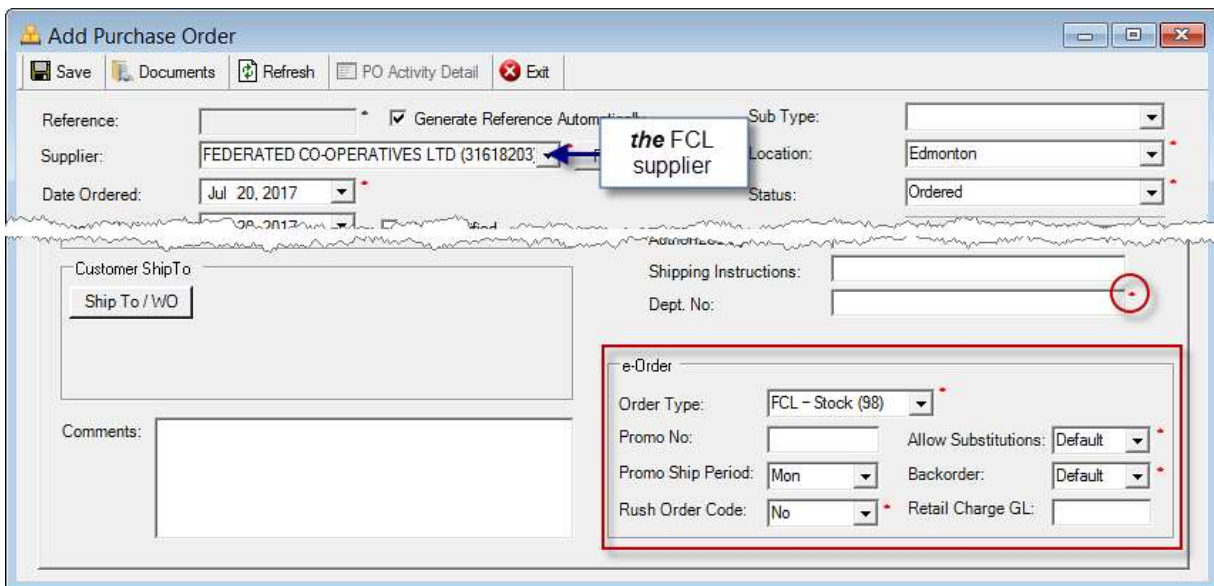 Add Purchase Order
Save Documents Refresh PO Activity Detail Exit
Reference: * Generate Reference Automatically Sub Type:
Supplier: FEDERATED CO-OPERATIVES LTD (31618203) the FCL supplier Location: Edmonton *
Date Ordered: Jul 20, 2017 * Status: Ordered *
Customer ShipTo
Ship To / WO
Shipping Instructions:
Dept. No: *
Comments:
e-Order
Order Type: FCL - Stock (98) *
Promo No: Allow Substitutions: Default *
Promo Ship Period: Mon Backorder: Default *
Rush Order Code: No * Retail Charge GL: